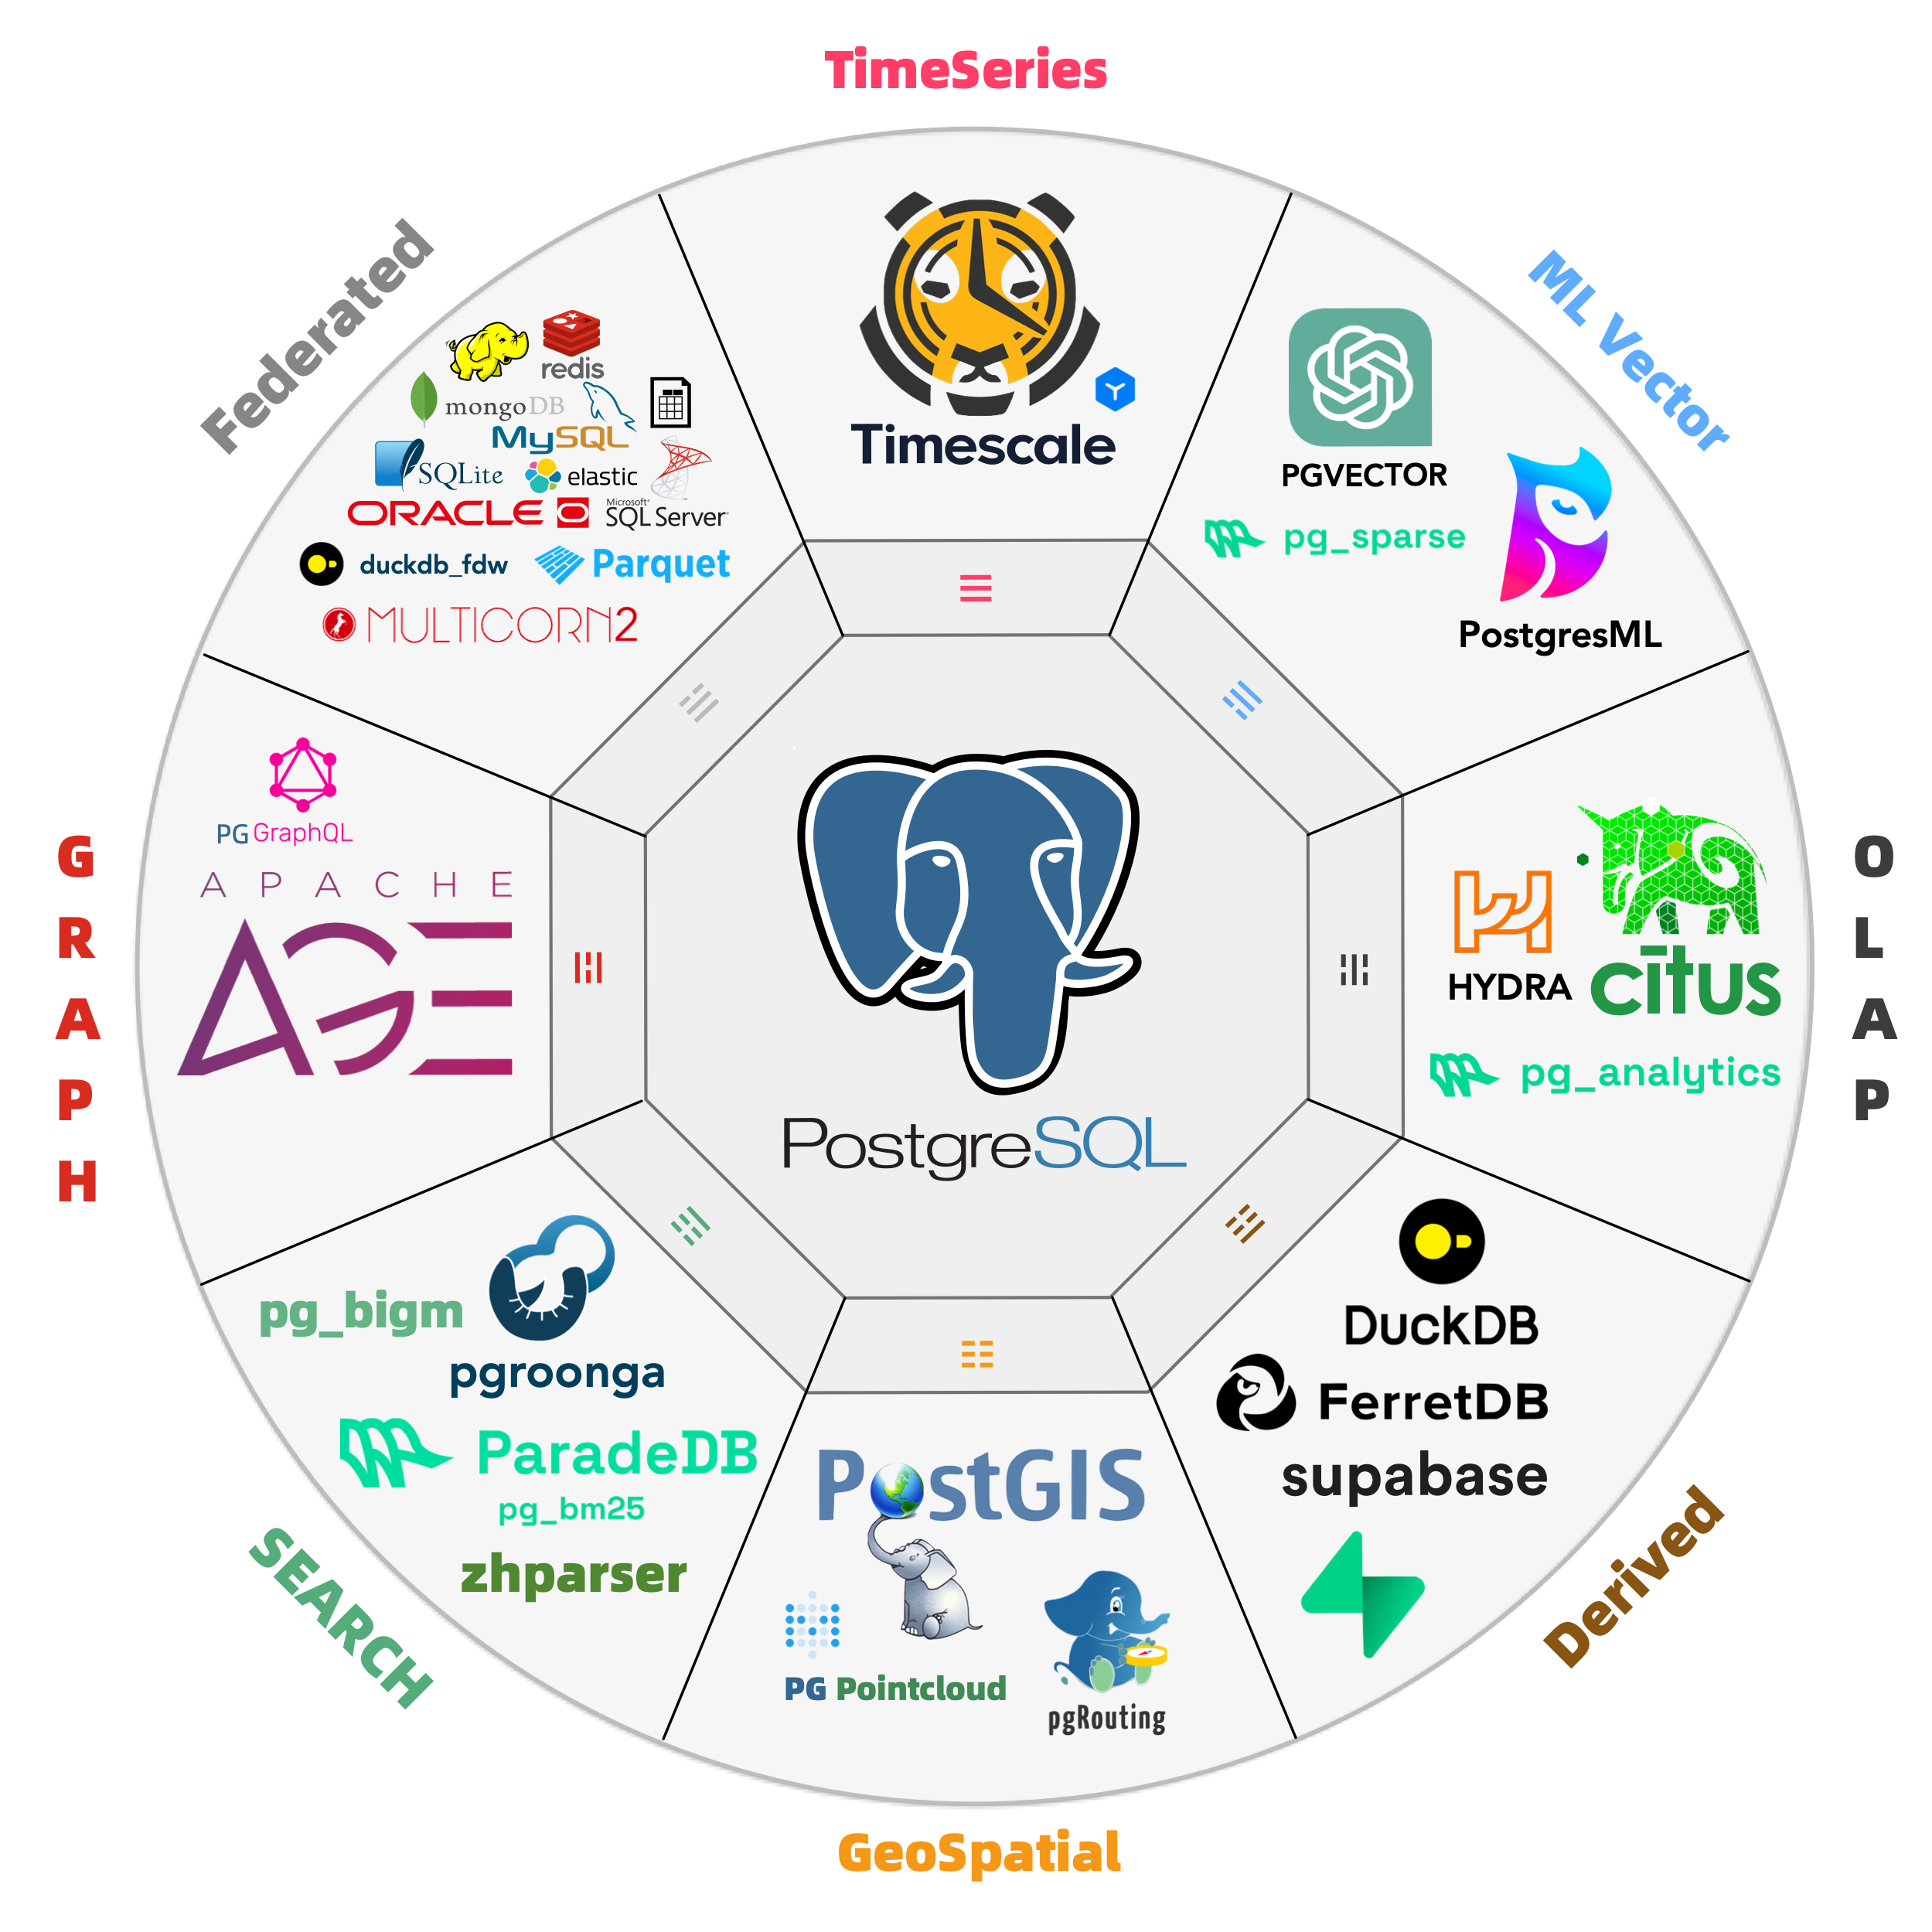 TimeSeries
Timescale
ML Vector
PGVECTOR
pg_sparse
PostgresML
OLAP
HYDRA
citus
pg_analytics
Derived
DuckDB
FerretDB
supabase
GeoSpatial
PostGIS
PG Pointcloud
pgRouting
SEARCH
pg_bigm
pgroonga
ParadeDB
pg_bm25
zhparser
GRAPH
PG GraphQL
APACHE
AGE
Federated
redis
mongoDB
MySQL
SQLite
elastic
ORACLE
Microsoft
SQL Server
duckdb_fdw
Parquet
MULTICORN2
PostgreSQL